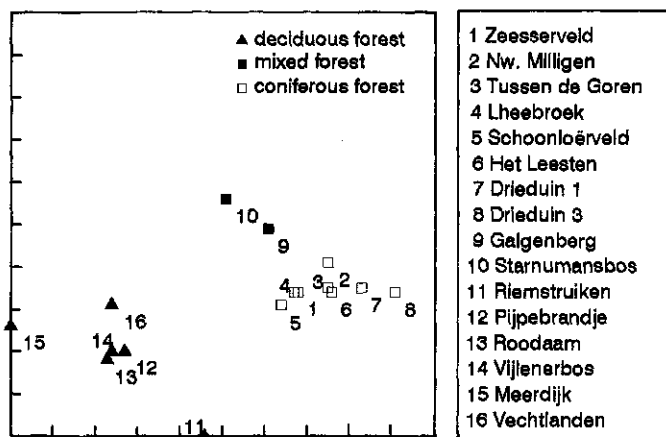 ▲ deciduous forest
■ mixed forest
□ coniferous forest
10
9
4 3 2
5 1 6 7 8
16
15
14
13 12
11
1 Zeesserveld
2 Nw. Milligen
3 Tussen de Goren
4 Lheebroek
5 Schoonloërveld
6 Het Leesten
7 Drieduin 1
8 Drieduin 3
9 Galgenberg
10 Starnumansbos
11 Riemstruiken
12 Pijpebrandje
13 Roodaam
14 Vijlenerbos
15 Meerdijk
16 Vechtlanden